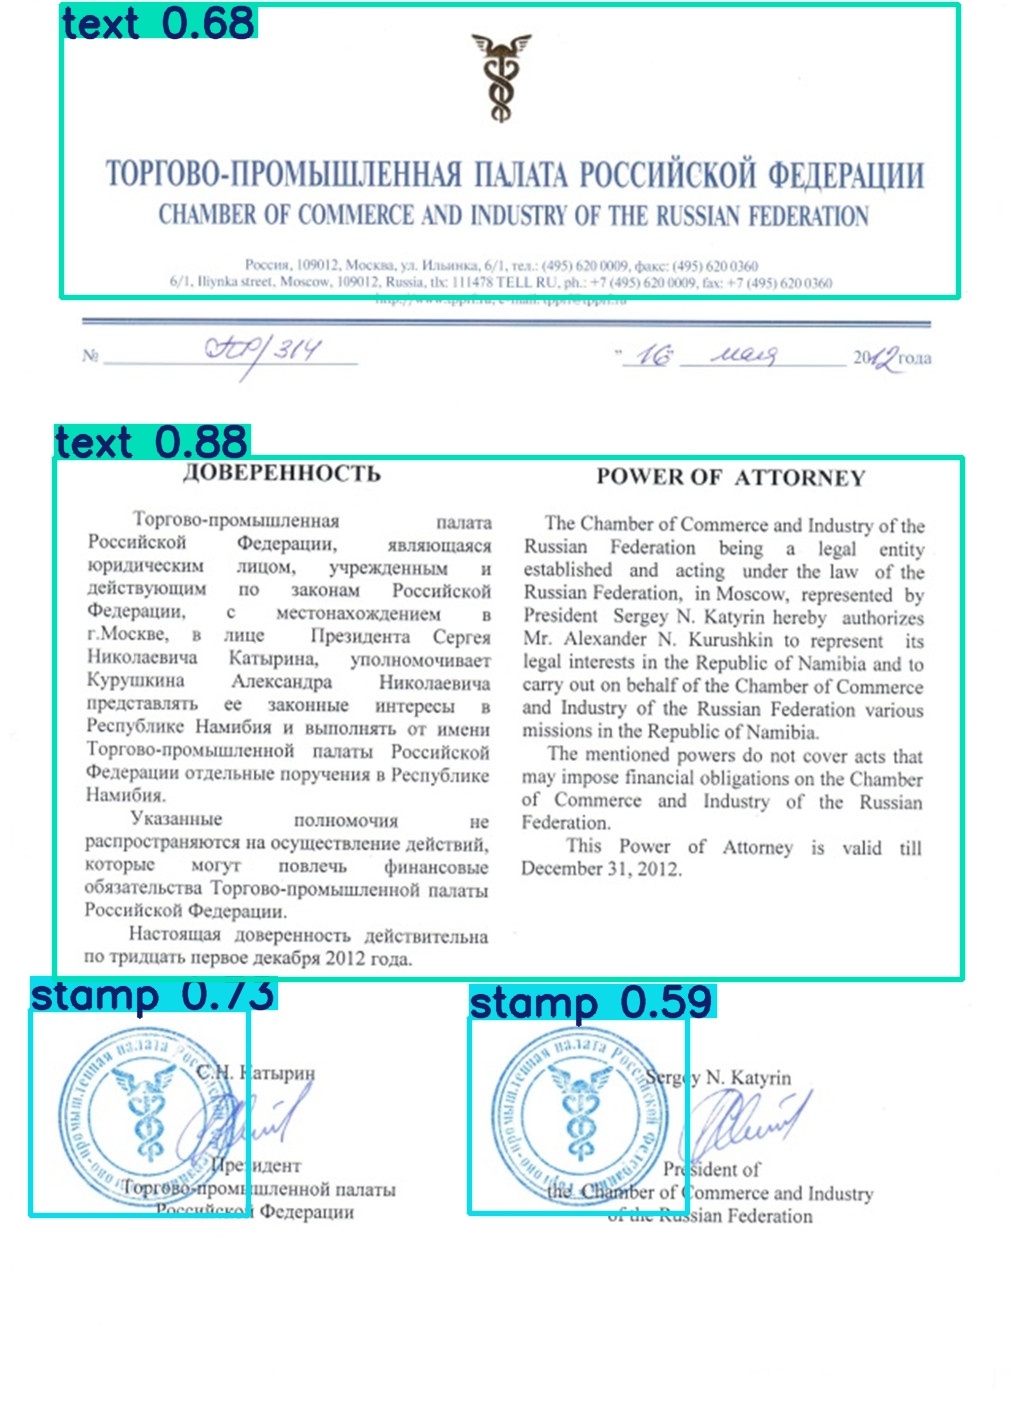 text 0.68
ТОРГОВО-ПРОМЫШЛЕННАЯ ПАЛАТА РОССИЙСКОЙ ФЕДЕРАЦИИ
CHAMBER OF COMMERCE AND INDUSTRY OF THE RUSSIAN FEDERATION
Россия, 109012, Москва, ул. Ильинка, 6/1, тел.: (495) 620 0009, факс: (495) 620 0360
6/1, Iliynka street, Moscow, 109012, Russia, tlx: 111478 TELL RU, ph.: +7 (495) 620 0009, fax: +7 (495) 620 0360
№ /314 " 16 " мая 2012 года
text 0.88
ДОВЕРЕННОСТЬ
Торгово-промышленная палата
Российской Федерации, являющаяся
юридическим лицом, учрежденным и
действующим по законам Российской
Федерации, с местонахождением в
г.Москве, в лице Президента Сергея
Николаевича Катырина, уполномочивает
Курушкина Александра Николаевича
представлять ее законные интересы в
Республике Намибия и выполнять от имени
Торгово-промышленной палаты Российской
Федерации отдельные поручения в Республике
Намибия.
Указанные полномочия не
распространяются на осуществление действий,
которые могут повлечь финансовые
обязательства Торгово-промышленной палаты
Российской Федерации.
Настоящая доверенность действительна
по тридцать первое декабря 2012 года.
POWER OF ATTORNEY
The Chamber of Commerce and Industry of the
Russian Federation being a legal entity
established and acting under the law of the
Russian Federation, in Moscow, represented by
President Sergey N. Katyrin hereby authorizes
Mr. Alexander N. Kurushkin to represent its
legal interests in the Republic of Namibia and to
carry out on behalf of the Chamber of Commerce
and Industry of the Russian Federation various
missions in the Republic of Namibia.
The mentioned powers do not cover acts that
may impose financial obligations on the Chamber
of Commerce and Industry of the Russian
Federation.
This Power of Attorney is valid till
December 31, 2012.
stamp 0.73
С.Н. Катырин
Президент
Торгово-промышленной палаты
Российской Федерации
stamp 0.59
Sergey N. Katyrin
President of
the Chamber of Commerce and Industry
of the Russian Federation